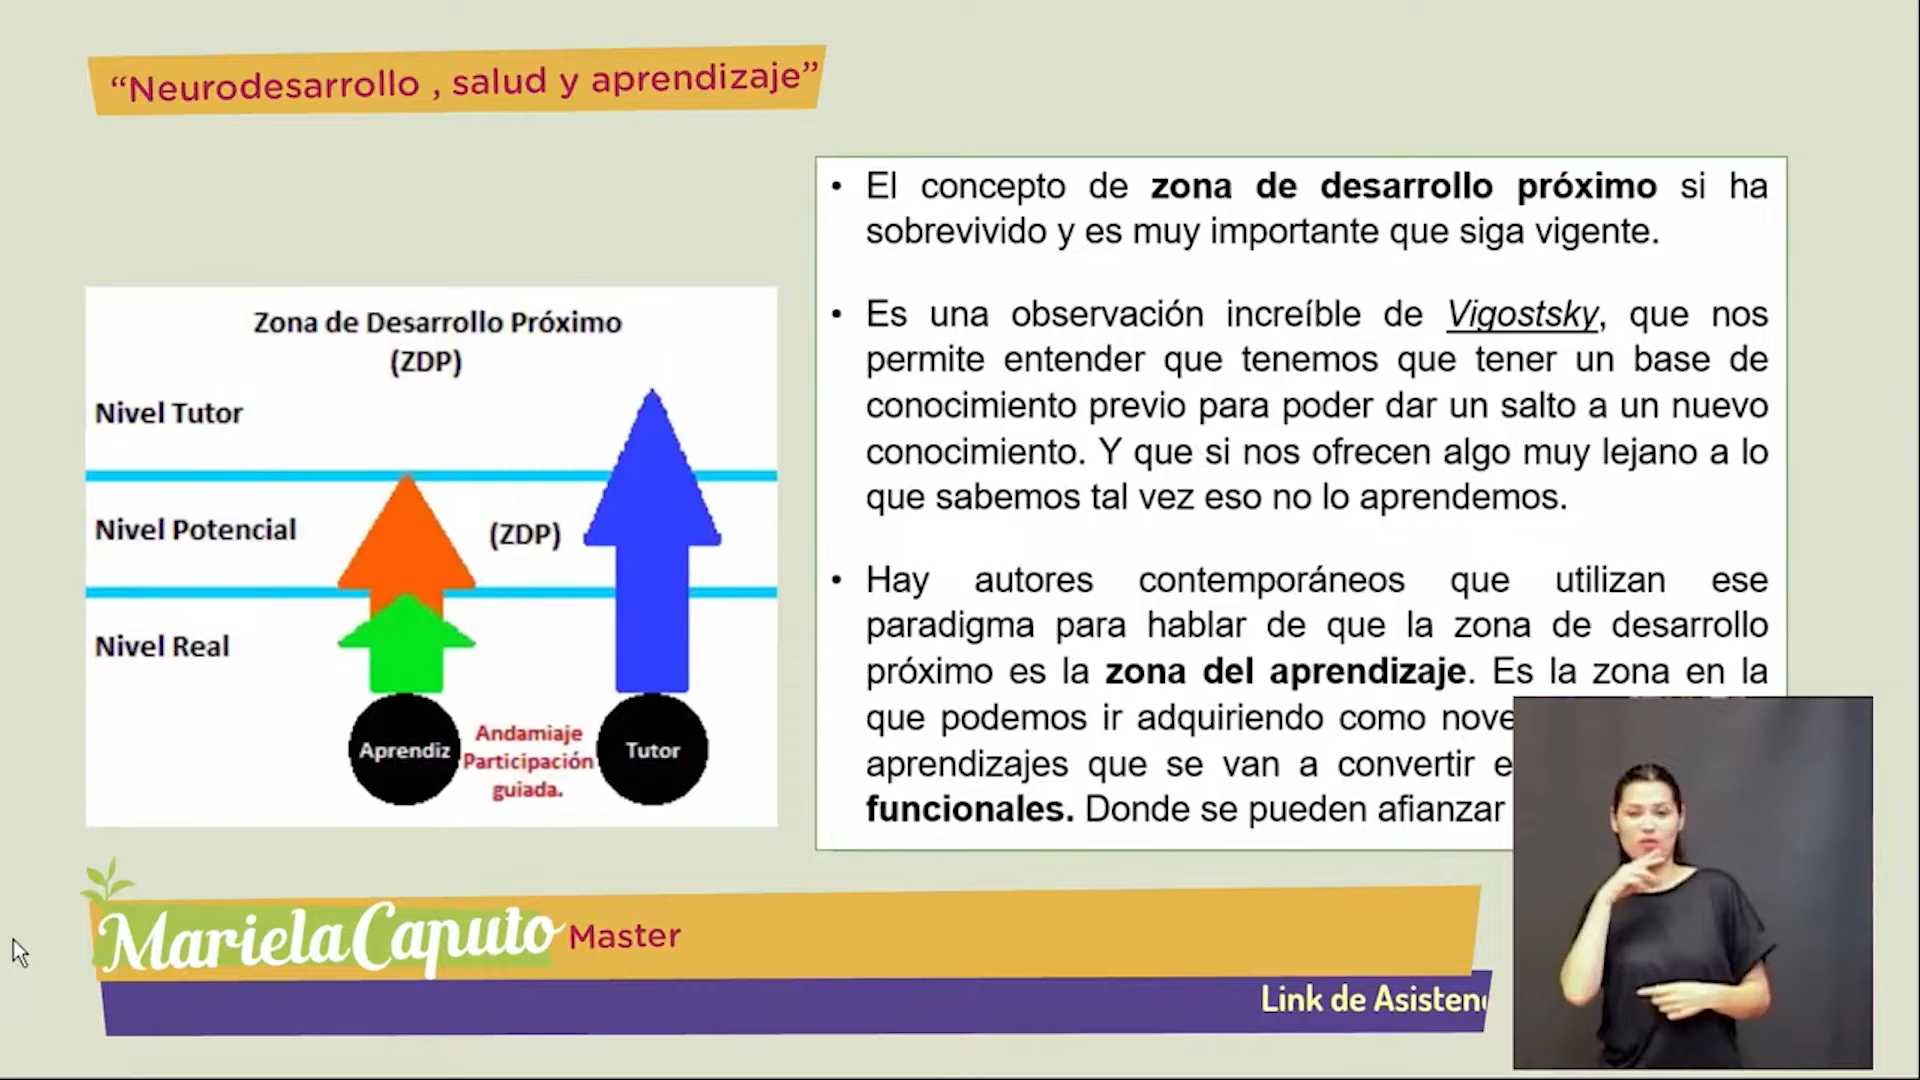 “Neurodesarrollo , salud y aprendizaje”
Zona de Desarrollo Próximo
(ZDP)
Nivel Tutor
Nivel Potencial
(ZDP)
Nivel Real
Aprendiz
Andamiaje
Participación
guiada.
Tutor
• El concepto de zona de desarrollo próximo si ha
sobrevivido y es muy importante que siga vigente.
• Es una observación increíble de Vigostsky, que nos
permite entender que tenemos que tener un base de
conocimiento previo para poder dar un salto a un nuevo
conocimiento. Y que si nos ofrecen algo muy lejano a lo
que sabemos tal vez eso no lo aprendemos.
• Hay autores contemporáneos que utilizan ese
paradigma para hablar de que la zona de desarrollo
próximo es la zona del aprendizaje. Es la zona en la
que podemos ir adquiriendo como
aprendizajes que se van a convertir
funcionales. Donde se pueden afianzar
Mariela Caputo Master
Link de